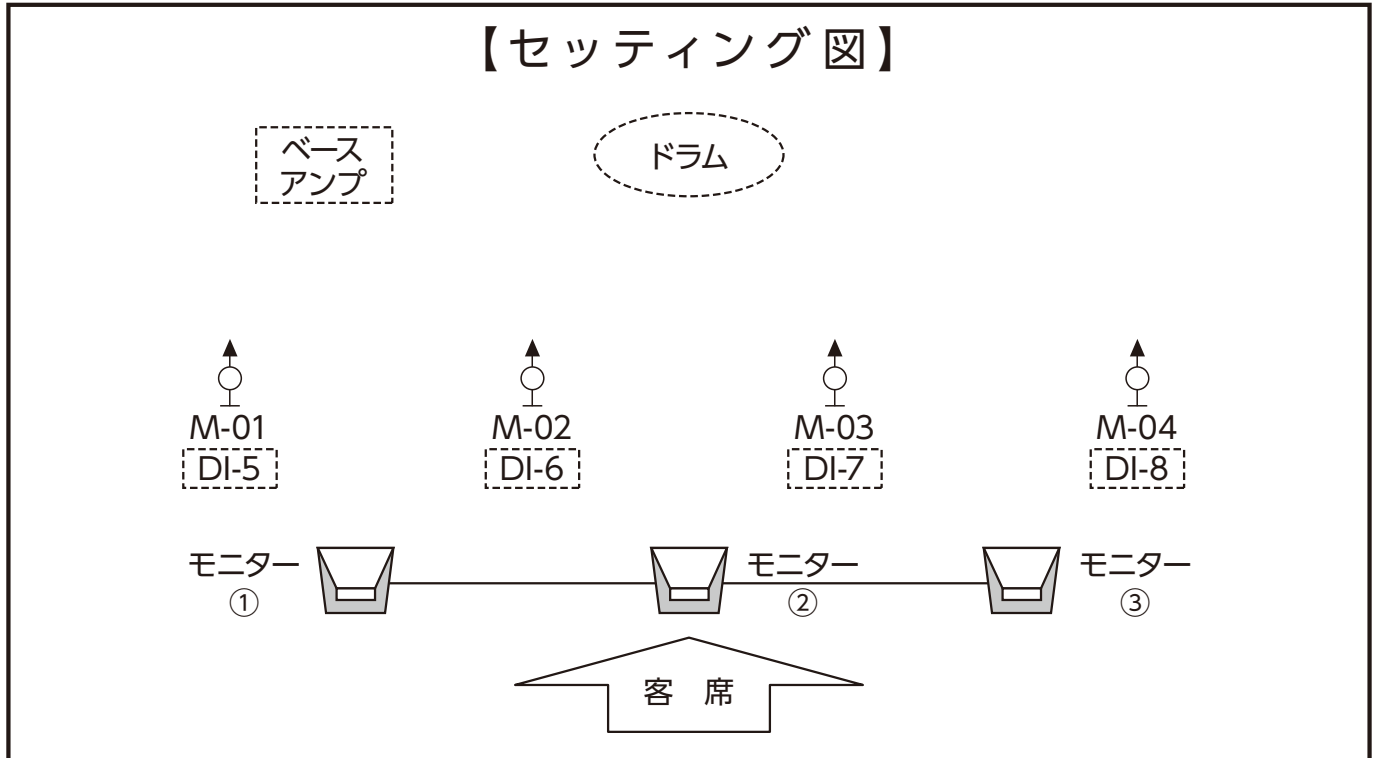 【セッティング図】
ベース
アンプ
ドラム
M-01
DI-5
M-02
DI-6
M-03
DI-7
M-04
DI-8
モニター
①
モニター
②
モニター
③
客 席